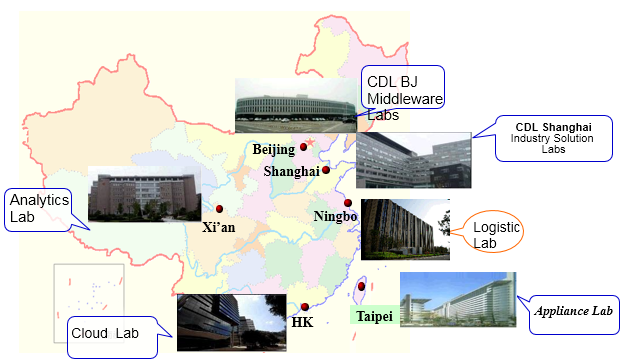 CDL BJ
Middleware
Labs
CDL Shanghai
Industry Solution
Labs
Beijing
Shanghai
Analytics
Lab
Xi'an
Ningbo
Logistic
Lab
HK
Taipei
Appliance Lab
Cloud Lab